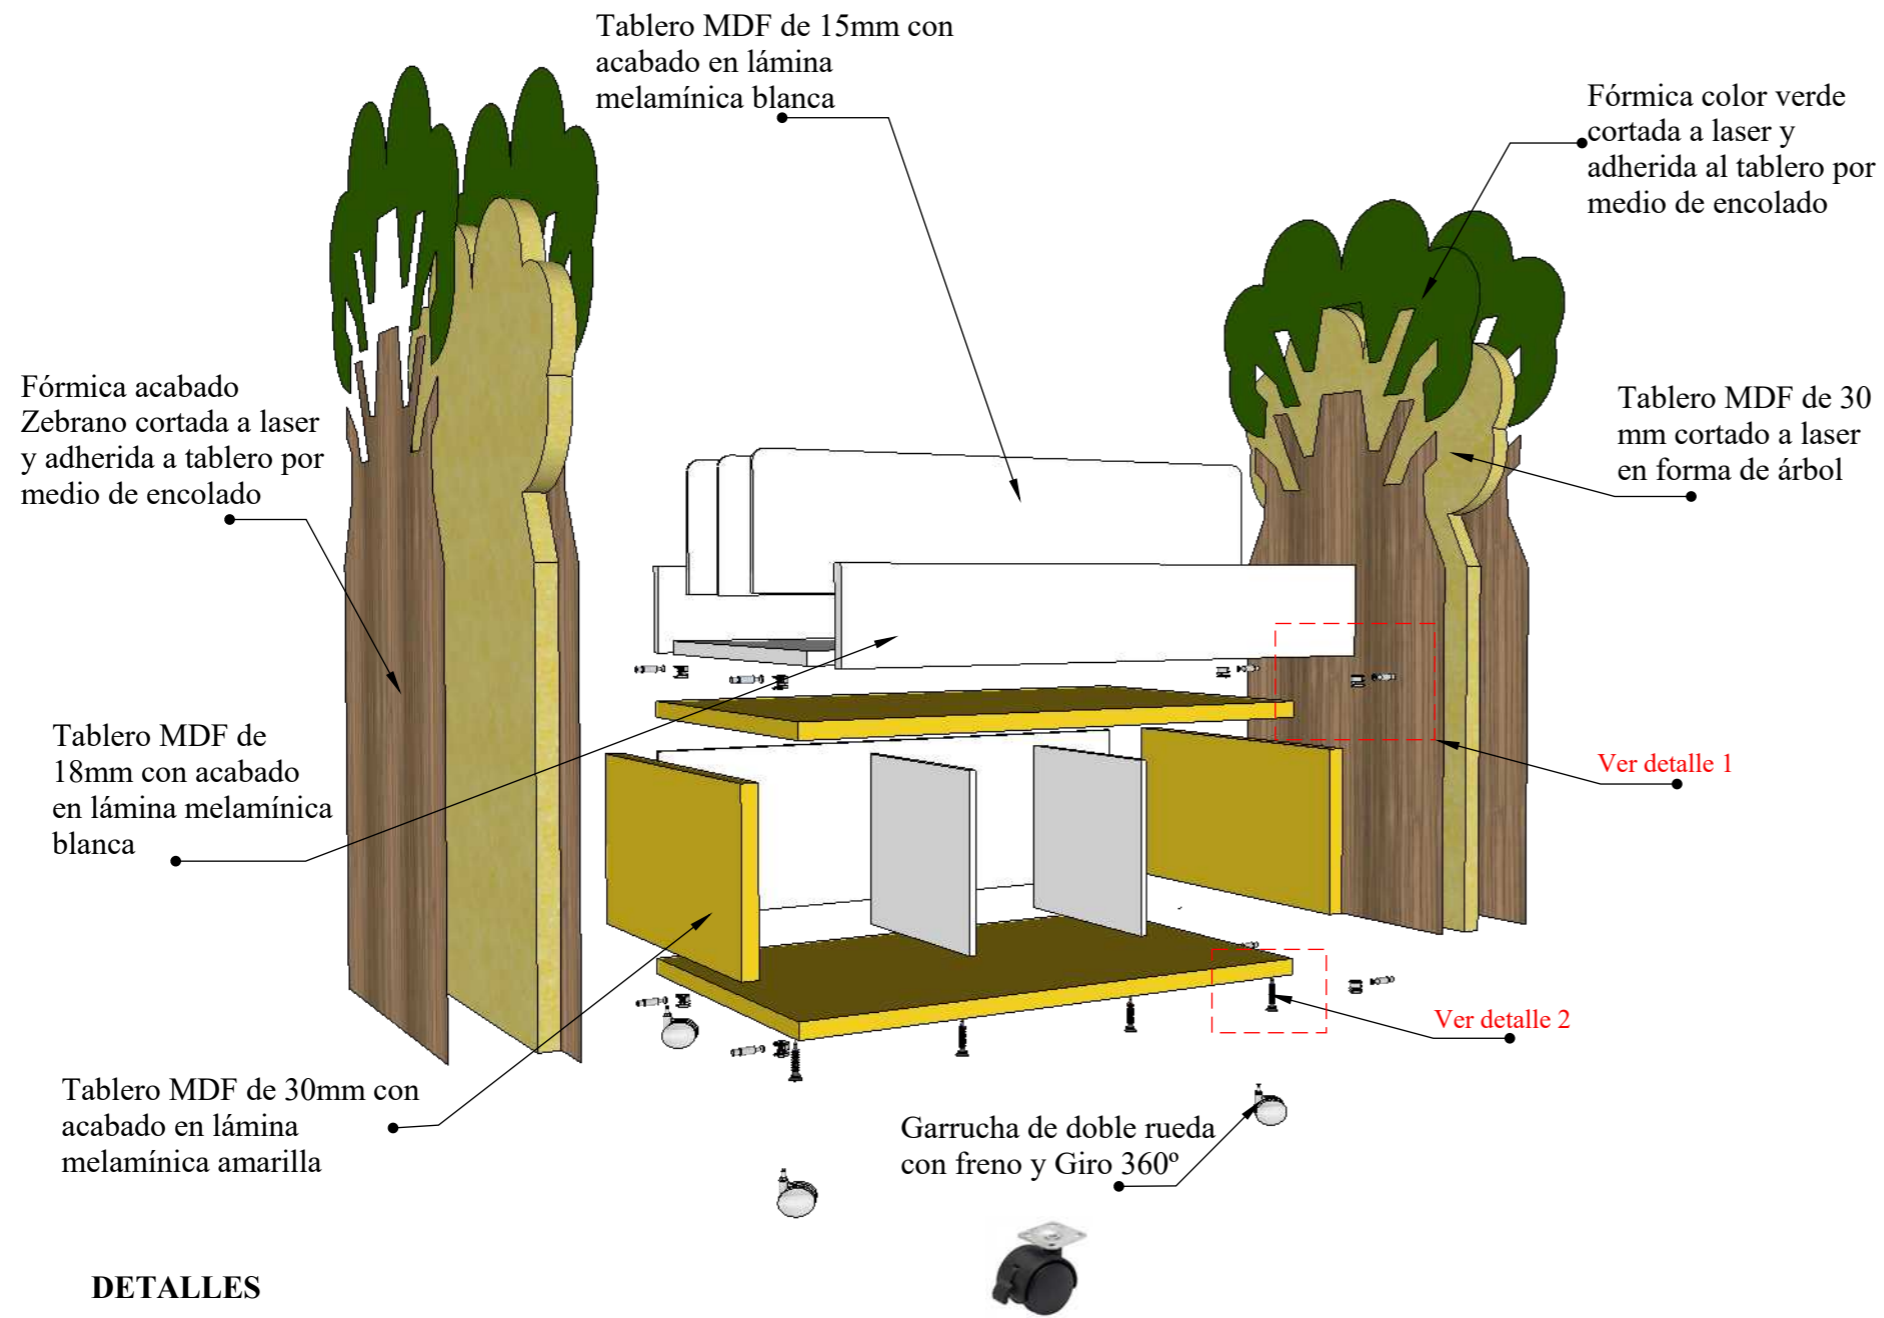 Tablero MDF de 15mm con
acabado en lámina
melamínica blanca
Fórmica color verde
cortada a laser y
adherida al tablero por
medio de encolado
Fórmica acabado
Zebrano cortada a laser
y adherida a tablero por
medio de encolado
Tablero MDF de 30
mm cortado a laser
en forma de árbol
Tablero MDF de
18mm con acabado
en lámina melamínica
blanca
Ver detalle 1
Ver detalle 2
Tablero MDF de 30mm con
acabado en lámina
melamínica amarilla
Garrucha de doble rueda
con freno y Giro 360º
DETALLES